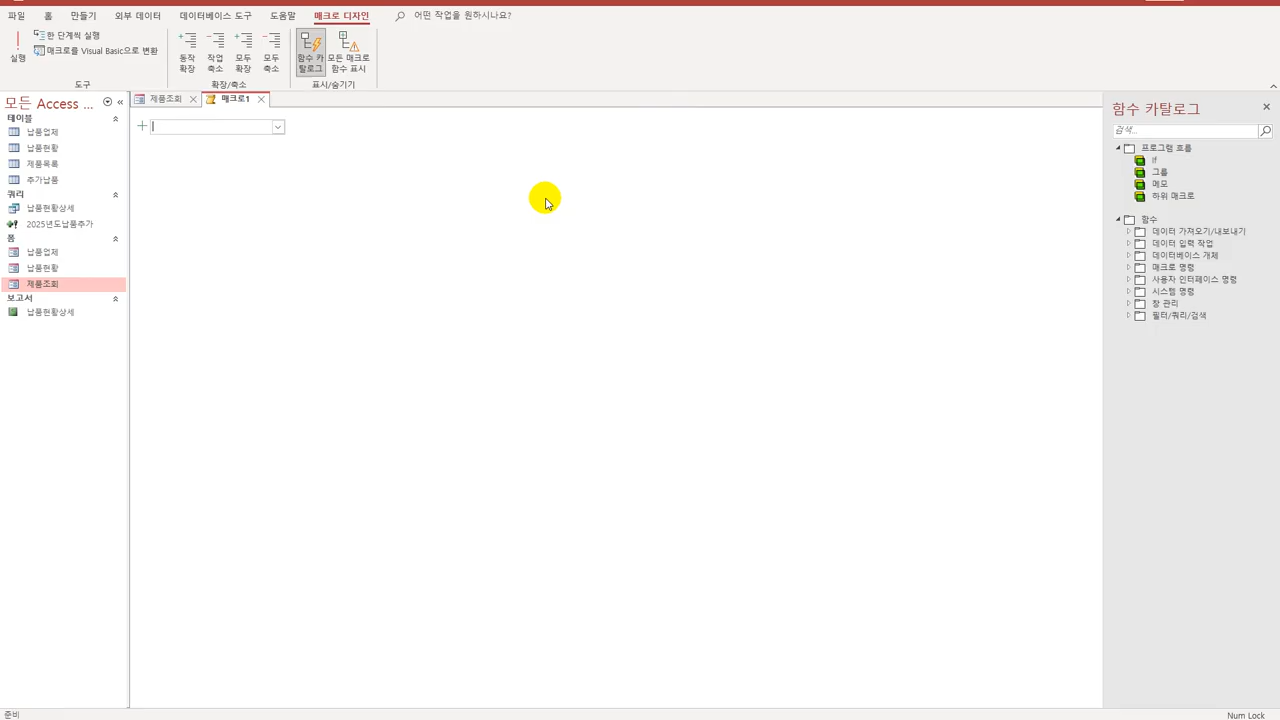 파일 홈 만들기 외부 데이터 데이터베이스 도구 도움말 매크로 디자인 어떤 작업을 원하시나요?
실행
한 단계씩 실행
매크로를 Visual Basic으로 변환
도구
동작 확장
작업 축소
모두 확장
모두 축소
확장/축소
함수 카탈로그
모든 매크로 함수 표시
표시/숨기기
모든 Access ...
테이블
납품업체
납품현황
제품목록
추가납품
쿼리
납품현황상세
2025년도납품추가
폼
납품업체
납품현황
제품조회
보고서
납품현황상세
제품조회 매크로1
함수 카탈로그
검색...
프로그램 흐름
If
그룹
메모
하위 매크로
함수
데이터 가져오기/내보내기
데이터 입력 작업
데이터베이스 개체
매크로 명령
사용자 인터페이스 명령
시스템 명령
창 관리
필터/쿼리/검색
준비
Num Lock